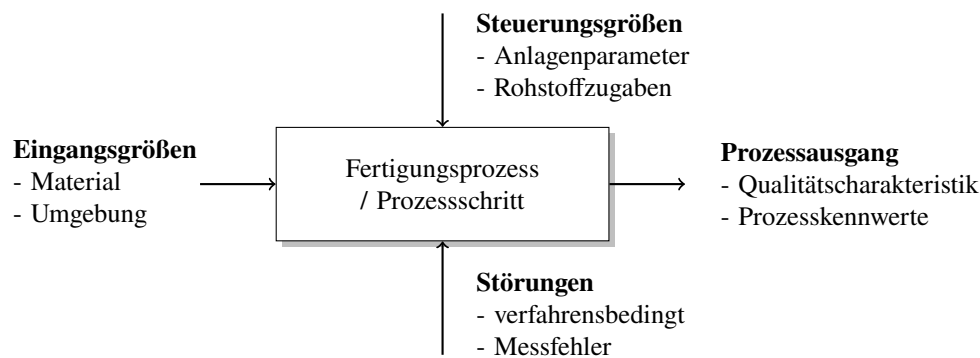 Steuerungsgrößen
- Anlagenparameter
- Rohstoffzugaben
Eingangsgrößen
- Material
- Umgebung
Fertigungsprozess
/ Prozessschritt
Prozessausgang
- Qualitätscharakteristik
- Prozesskennwerte
Störungen
- verfahrensbedingt
- Messfehler